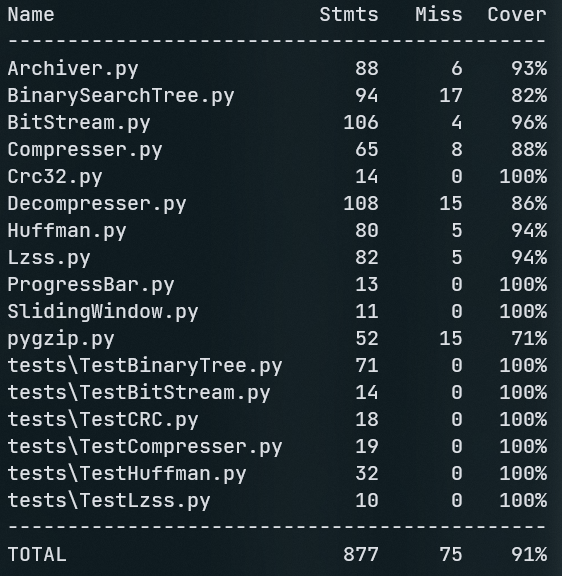 Name Stmts Miss Cover
---------------------------------------------
Archiver.py 88 6 93%
BinarySearchTree.py 94 17 82%
BitStream.py 106 4 96%
Compresser.py 65 8 88%
Crc32.py 14 0 100%
Decompresser.py 108 15 86%
Huffman.py 80 5 94%
Lzss.py 82 5 94%
ProgressBar.py 13 0 100%
SlidingWindow.py 11 0 100%
pygzip.py 52 15 71%
tests\TestBinaryTree.py 71 0 100%
tests\TestBitStream.py 14 0 100%
tests\TestCRC.py 18 0 100%
tests\TestCompresser.py 19 0 100%
tests\TestHuffman.py 32 0 100%
tests\TestLzss.py 10 0 100%
---------------------------------------------
TOTAL 877 75 91%